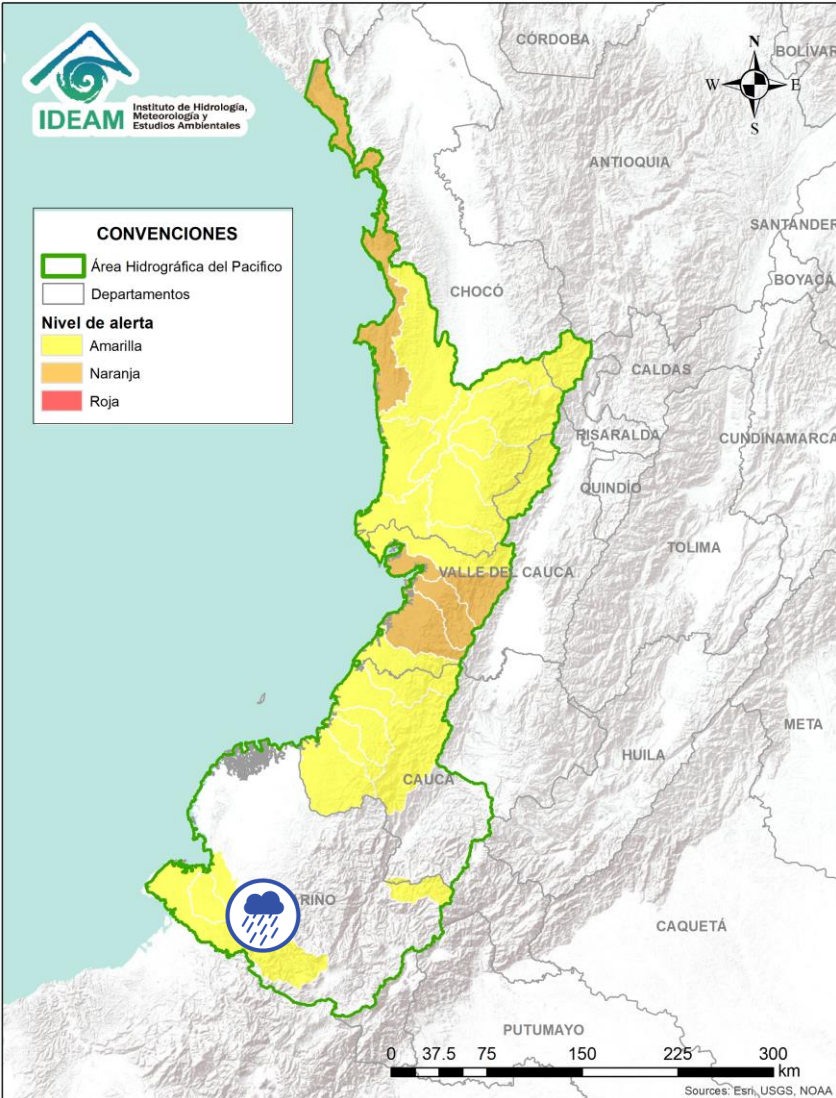 IDEAM
Instituto de Hidrología,
Meteorología y
Estudios Ambientales
CÓRDOBA
BOLÍVAR
N
W
E
S
ANTIOQUIA
SANTANDER
BOYACÁ
CONVENCIONES
Área Hidrográfica del Pacifico
Departamentos
Nivel de alerta
Amarilla
Naranja
Roja
CHOCÓ
CALDAS
RISARALDA
CUNDINAMARCA
QUINDÍO
TOLIMA
VALLE DEL CAUCA
META
HUILA
CAUCA
RIÑO
CAQUETÁ
PUTUMAYO
0 37.5 75 150 225 300
km
Sources: Esri, USGS, NOAA